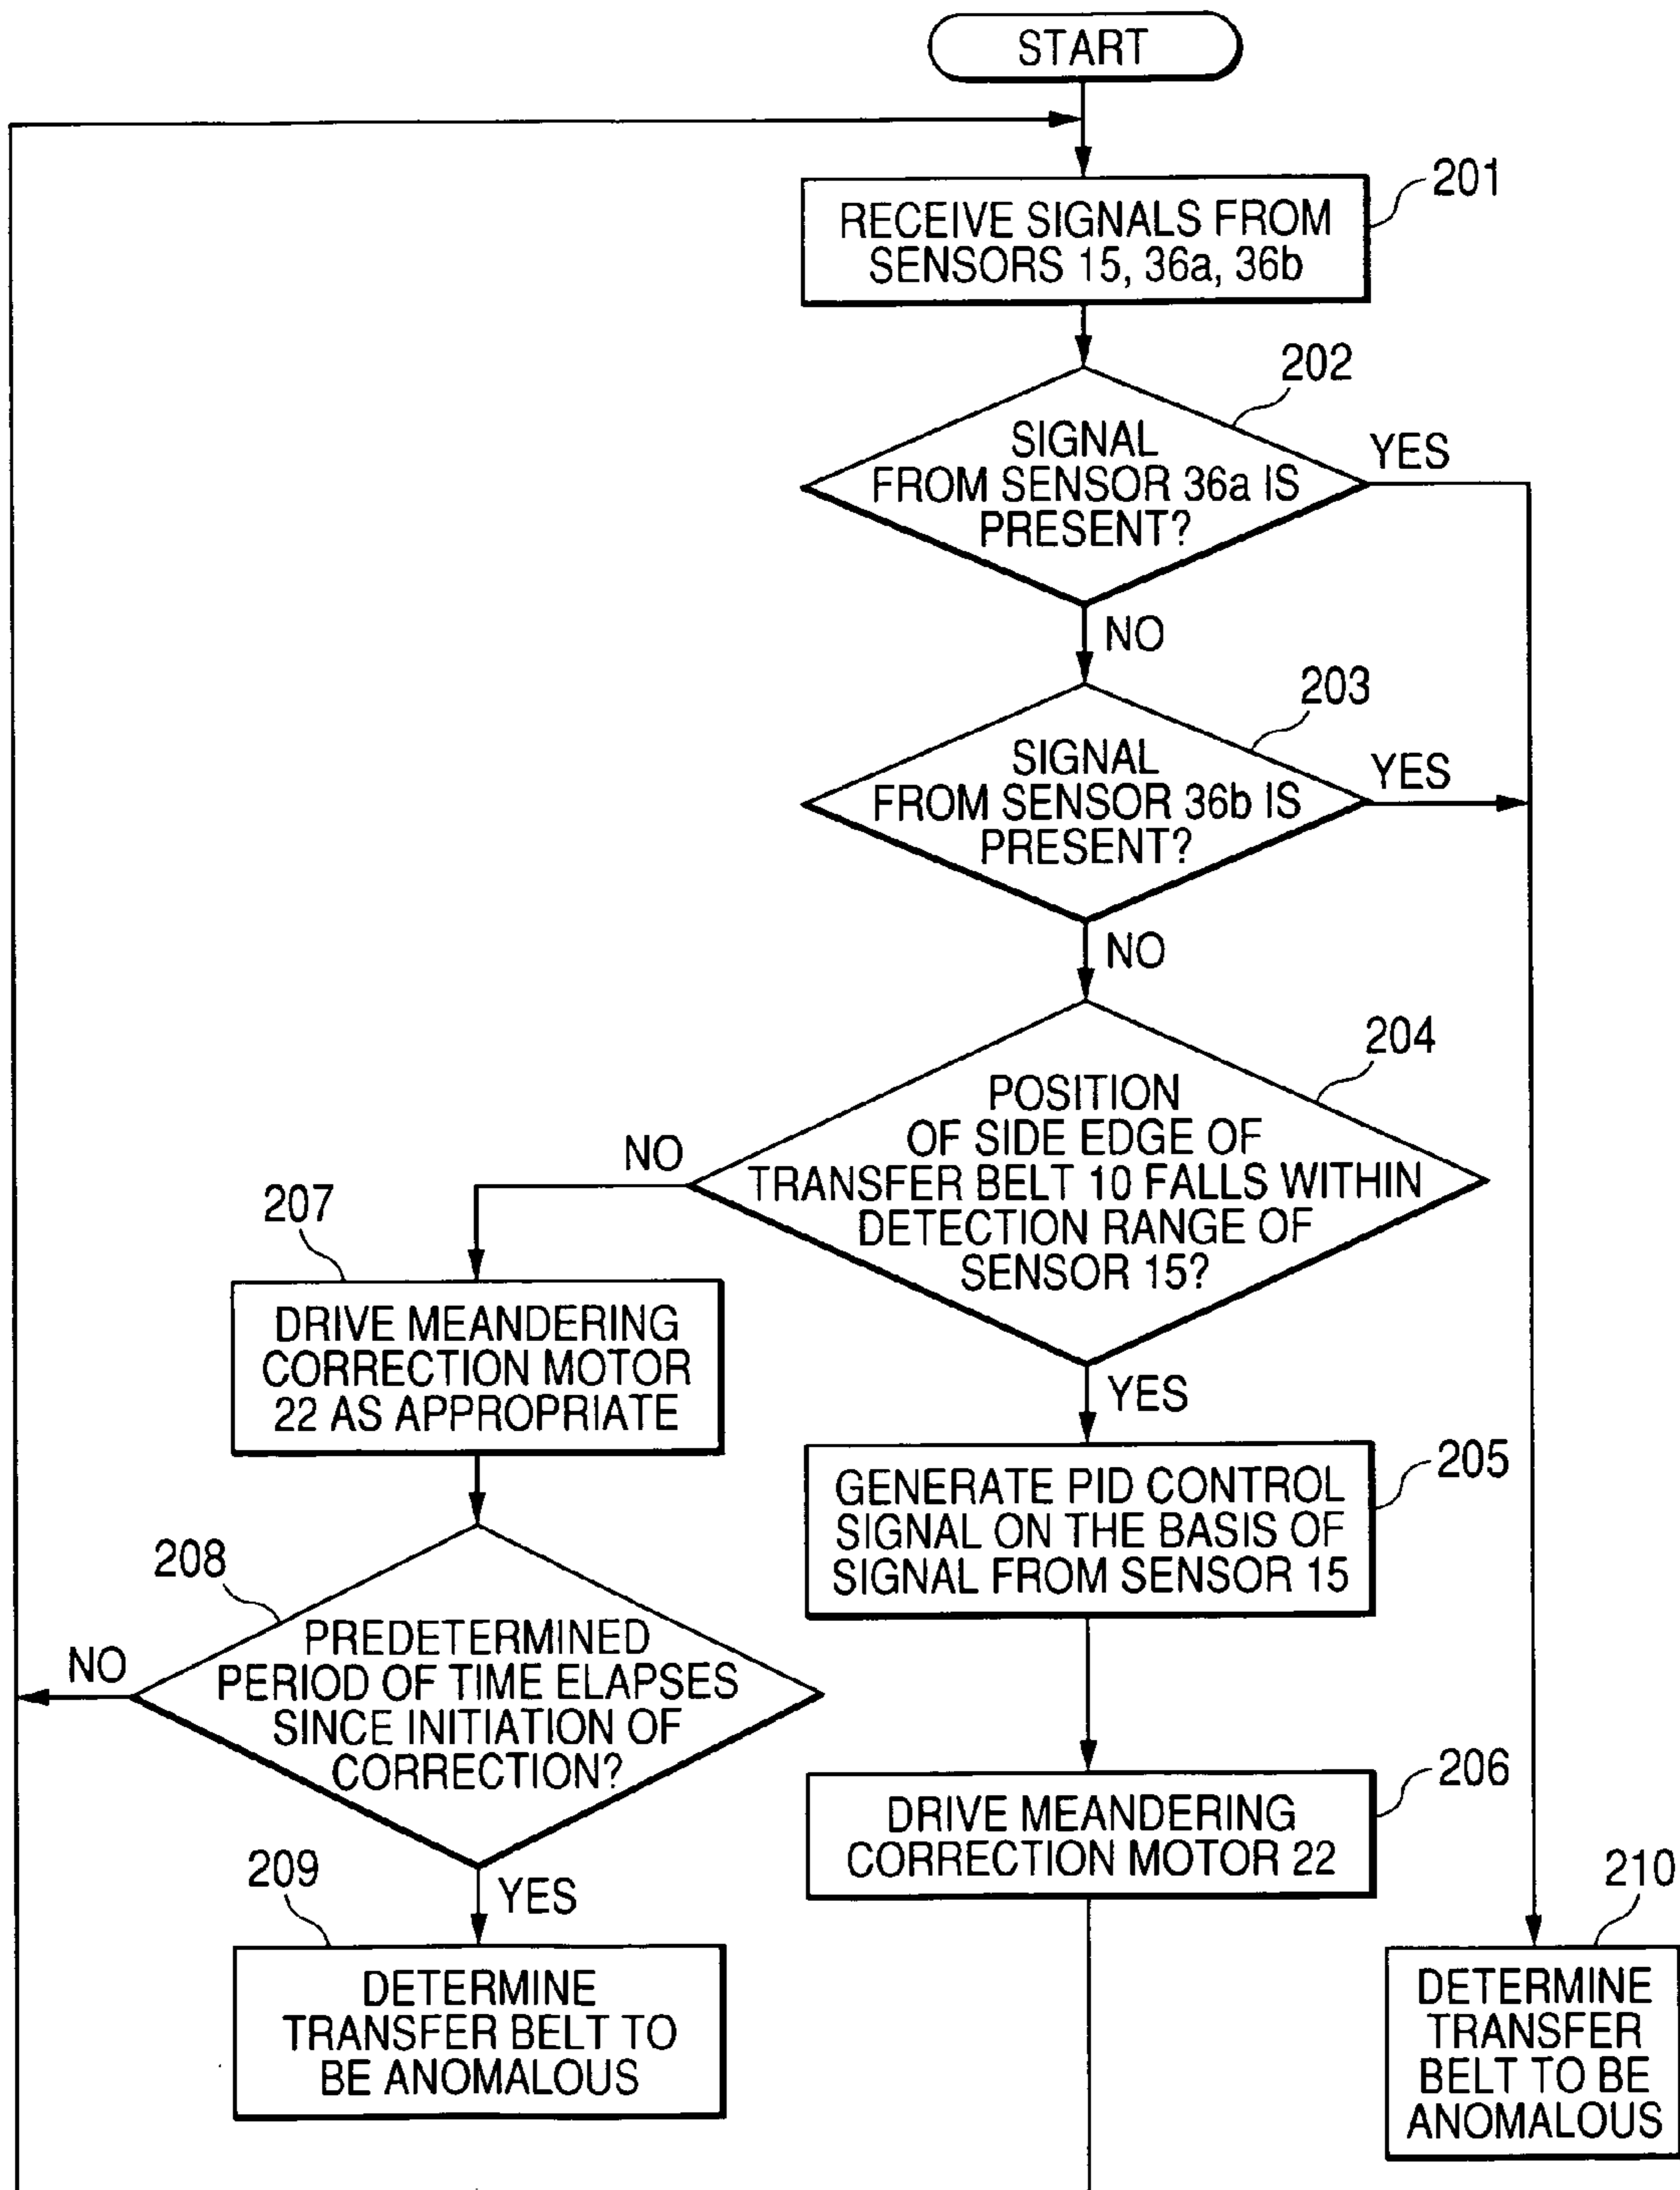 START
201
RECEIVE SIGNALS FROM
SENSORS 15, 36a, 36b
202
SIGNAL
FROM SENSOR 36a IS
PRESENT?
YES
NO
203
SIGNAL
FROM SENSOR 36b IS
PRESENT?
YES
NO
204
POSITION
OF SIDE EDGE OF
TRANSFER BELT 10 FALLS WITHIN
DETECTION RANGE OF
SENSOR 15?
NO
YES
207
DRIVE MEANDERING
CORRECTION MOTOR
22 AS APPROPRIATE
205
GENERATE PID CONTROL
SIGNAL ON THE BASIS OF
SIGNAL FROM SENSOR 15
208
PREDETERMINED
PERIOD OF TIME ELAPSES
SINCE INITIATION OF
CORRECTION?
NO
YES
206
DRIVE MEANDERING
CORRECTION MOTOR 22
209
DETERMINE
TRANSFER BELT TO
BE ANOMALOUS
210
DETERMINE
TRANSFER
BELT TO BE
ANOMALOUS